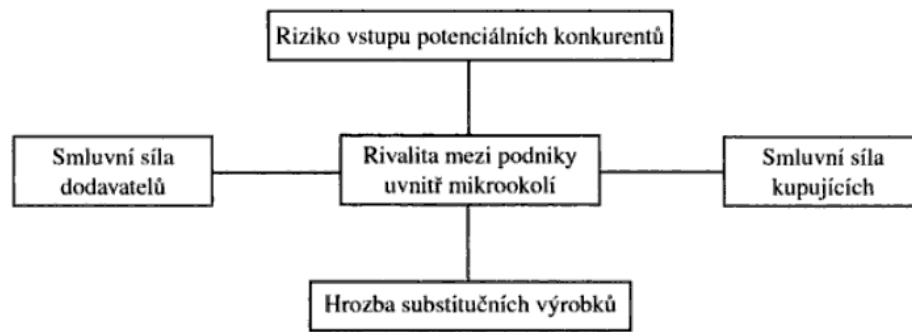 Riziko vstupu potenciálních konkurentů
Smluvní síla
dodavatelů
Rivalita mezi podniky
uvnitř mikrookolí
Smluvní síla
kupujících
Hrozba substitučních výrobků